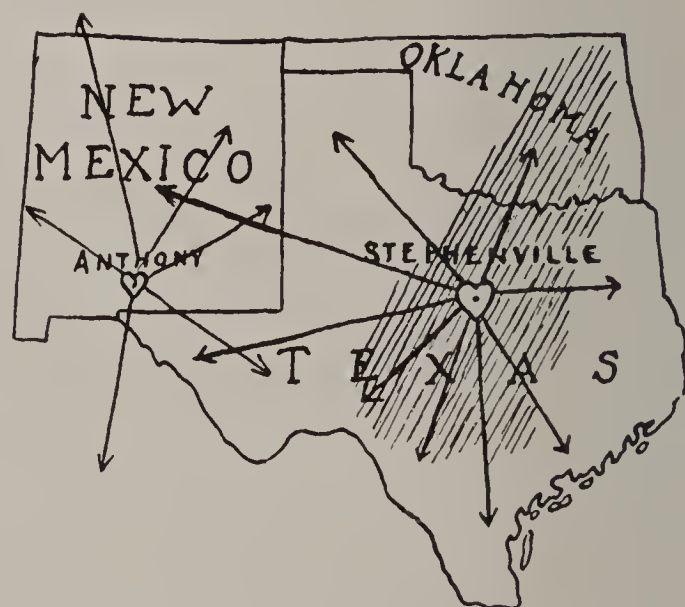 OKLAHOMA
NEW
MEXICO
ANTHONY
STEPHENVILLE
TEXAS